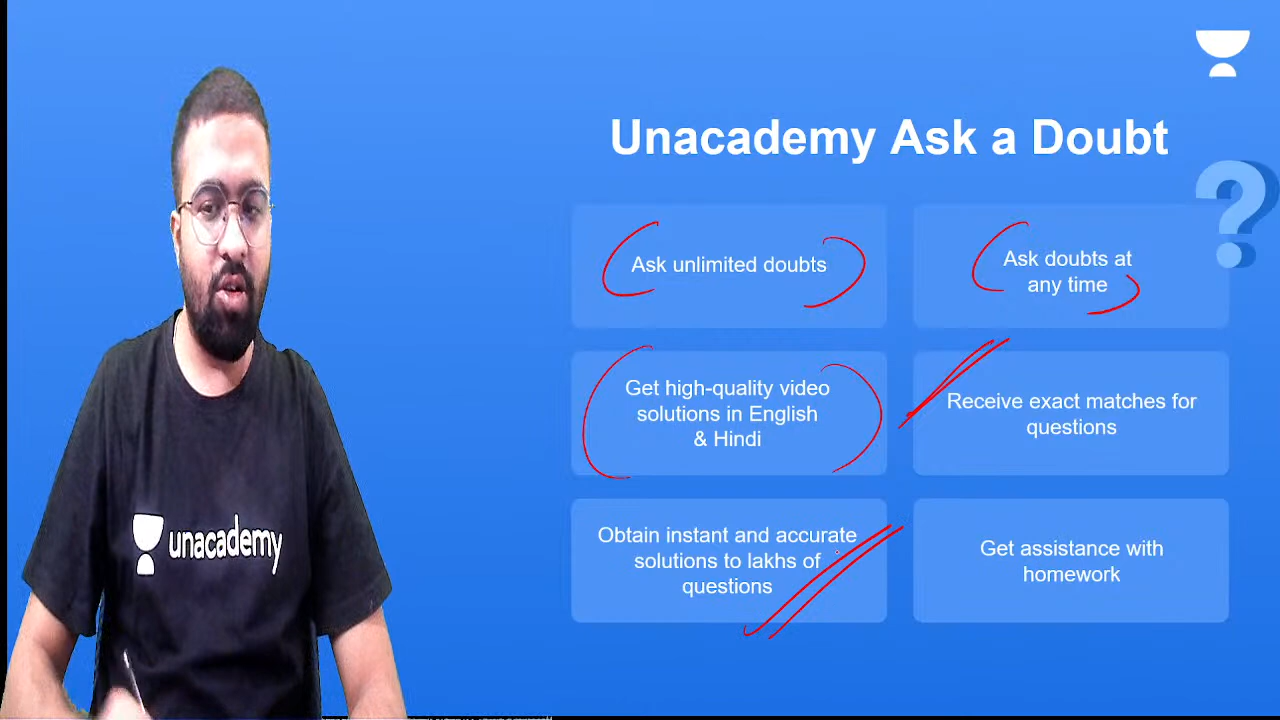 Unacademy Ask a Doubt
Ask unlimited doubts
Ask doubts at
any time
Get high-quality video
solutions in English
& Hindi
Receive exact matches for
questions
Obtain instant and accurate
solutions to lakhs of
questions
Get assistance with
homework
unacademy
?